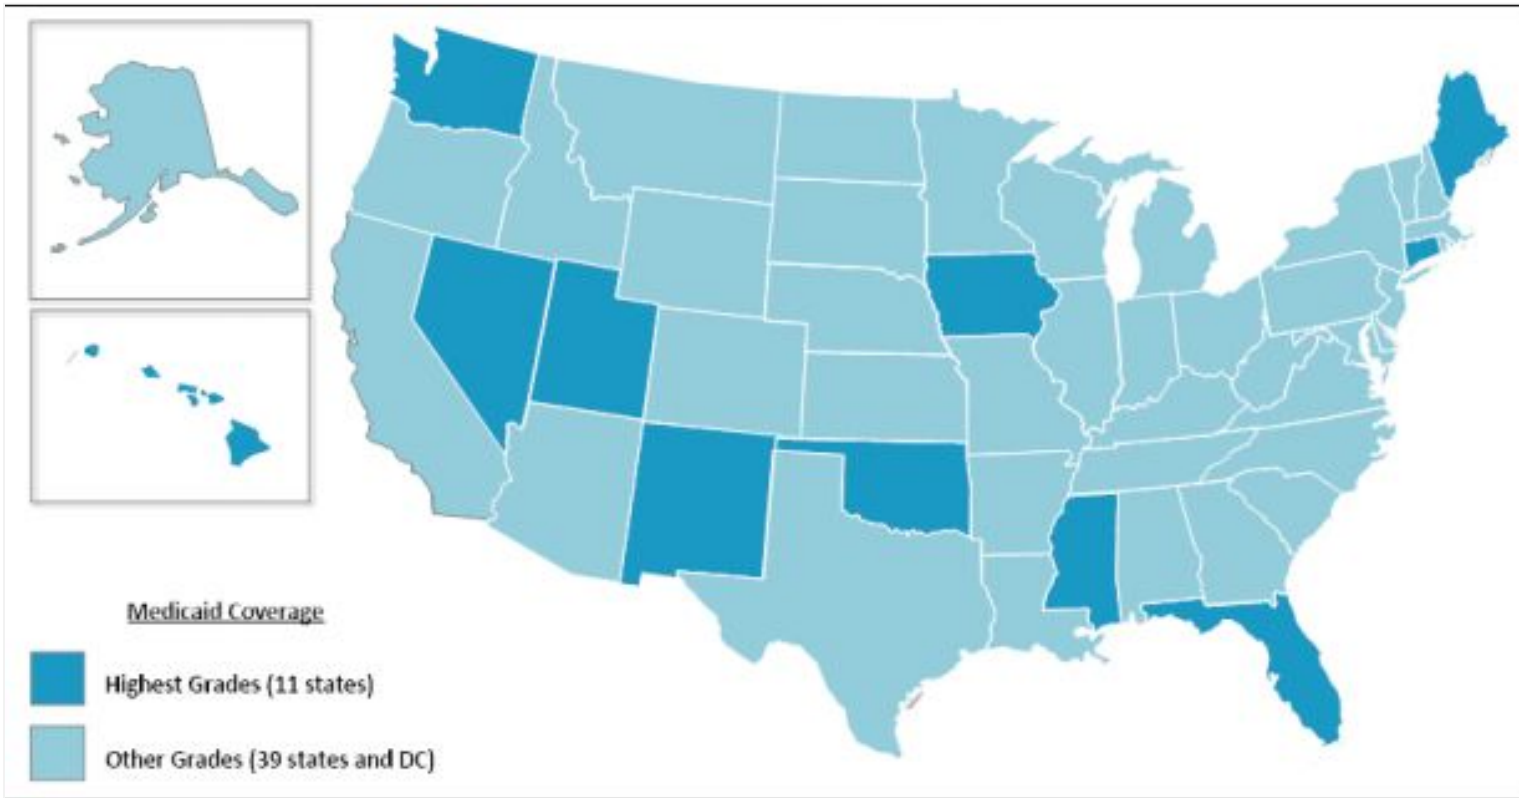 Medicaid Coverage
Highest Grades (11 states)
Other Grades (39 states and DC)